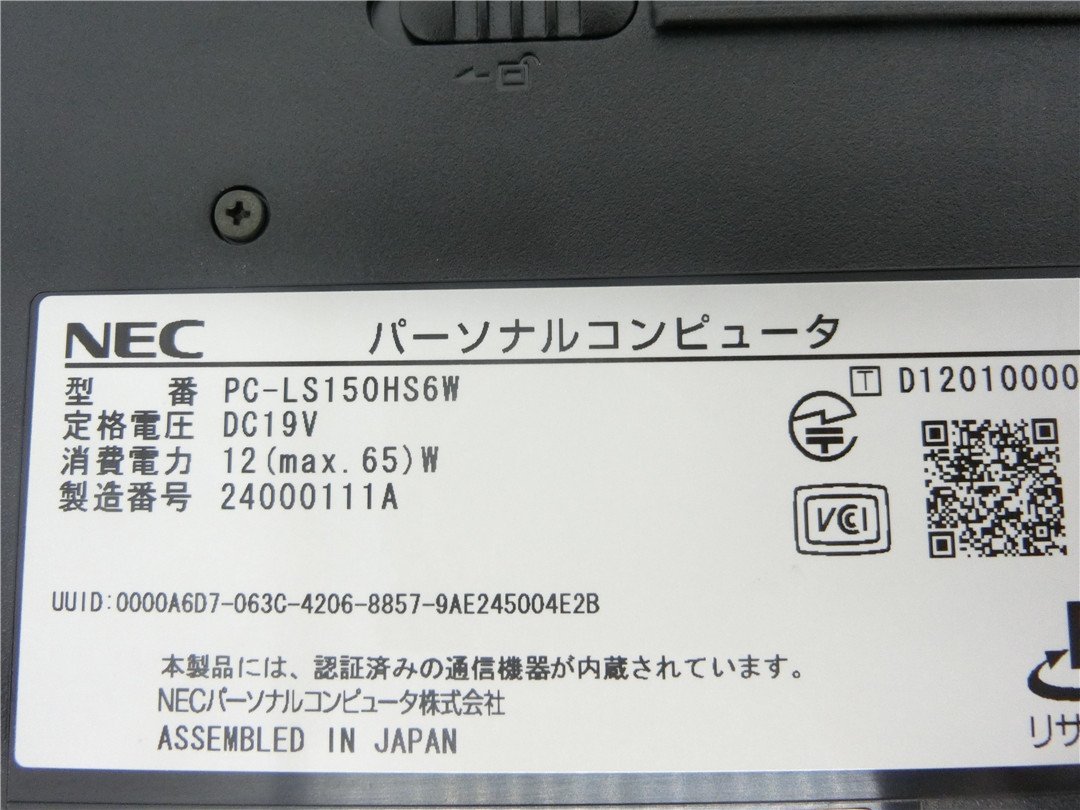 NEC パーソナルコンピュータ
型 番 PC-LS150HS6W
定格電圧 DC19V
消費電力 12(max.65)W
製造番号 24000111A
T D12010000
VCI
UUID:0000A6D7-063C-4206-8857-9AE245004E2B
本製品には、認証済みの通信機器が内蔵されています。
NECパーソナルコンピュータ株式会社
ASSEMBLED IN JAPAN
リサ